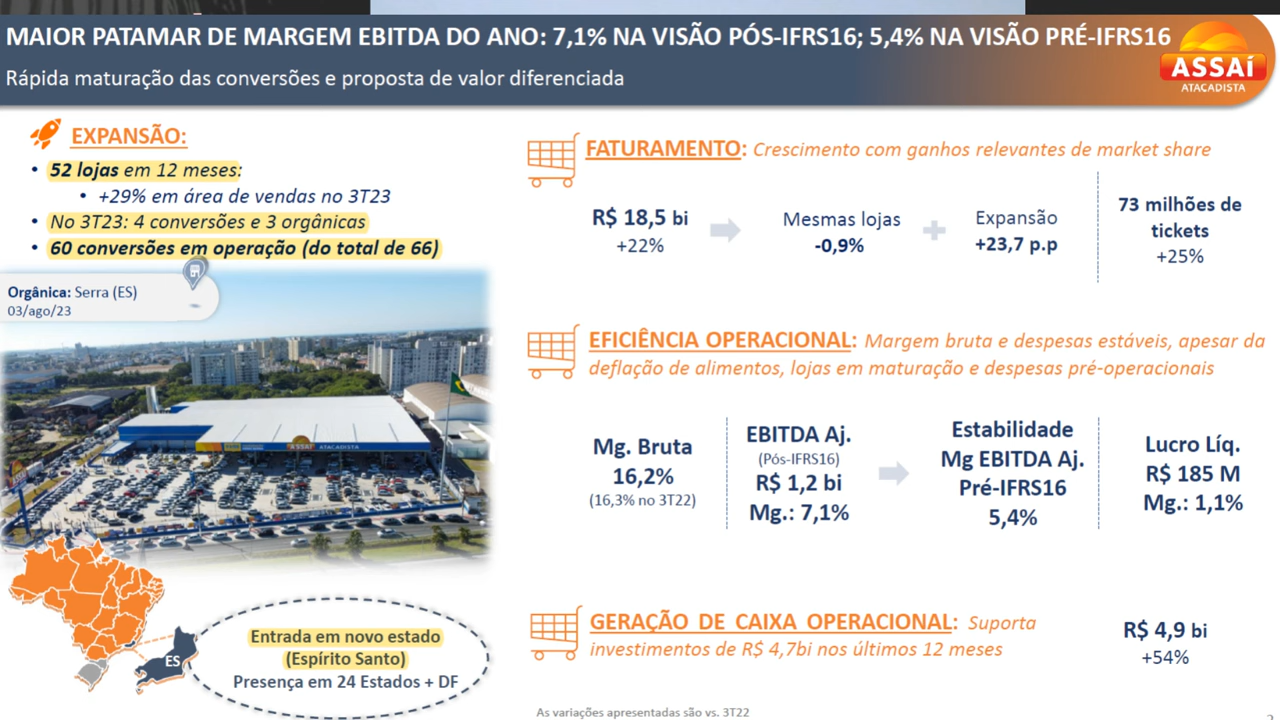 MAIOR PATAMAR DE MARGEM EBITDA DO ANO: 7,1% NA VISÃO PÓS-IFRS16; 5,4% NA VISÃO PRÉ-IFRS16
Rápida maturação das conversões e proposta de valor diferenciada
ASSAÍ
ATACADISTA
EXPANSÃO:
• 52 lojas em 12 meses:
• +29% em área de vendas no 3T23
• No 3T23: 4 conversões e 3 orgânicas
• 60 conversões em operação (do total de 66)
Orgânica: Serra (ES)
03/ago/23
ASSAÍ ATACADISTA
ES
Entrada em novo estado
(Espírito Santo)
Presença em 24 Estados + DF
FATURAMENTO: Crescimento com ganhos relevantes de market share
R$ 18,5 bi
+22%
Mesmas lojas
-0,9%
Expansão
+23,7 p.p
73 milhões de
tickets
+25%
EFICIÊNCIA OPERACIONAL: Margem bruta e despesas estáveis, apesar da
deflação de alimentos, lojas em maturação e despesas pré-operacionais
Mg. Bruta
16,2%
(16,3% no 3T22)
EBITDA Aj.
(Pós-IFRS16)
R$ 1,2 bi
Mg.: 7,1%
Estabilidade
Mg EBITDA Aj.
Pré-IFRS16
5,4%
Lucro Líq.
R$ 185 M
Mg.: 1,1%
GERAÇÃO DE CAIXA OPERACIONAL: Suporta
investimentos de R$ 4,7bi nos últimos 12 meses
R$ 4,9 bi
+54%
As variações apresentadas são vs. 3T22